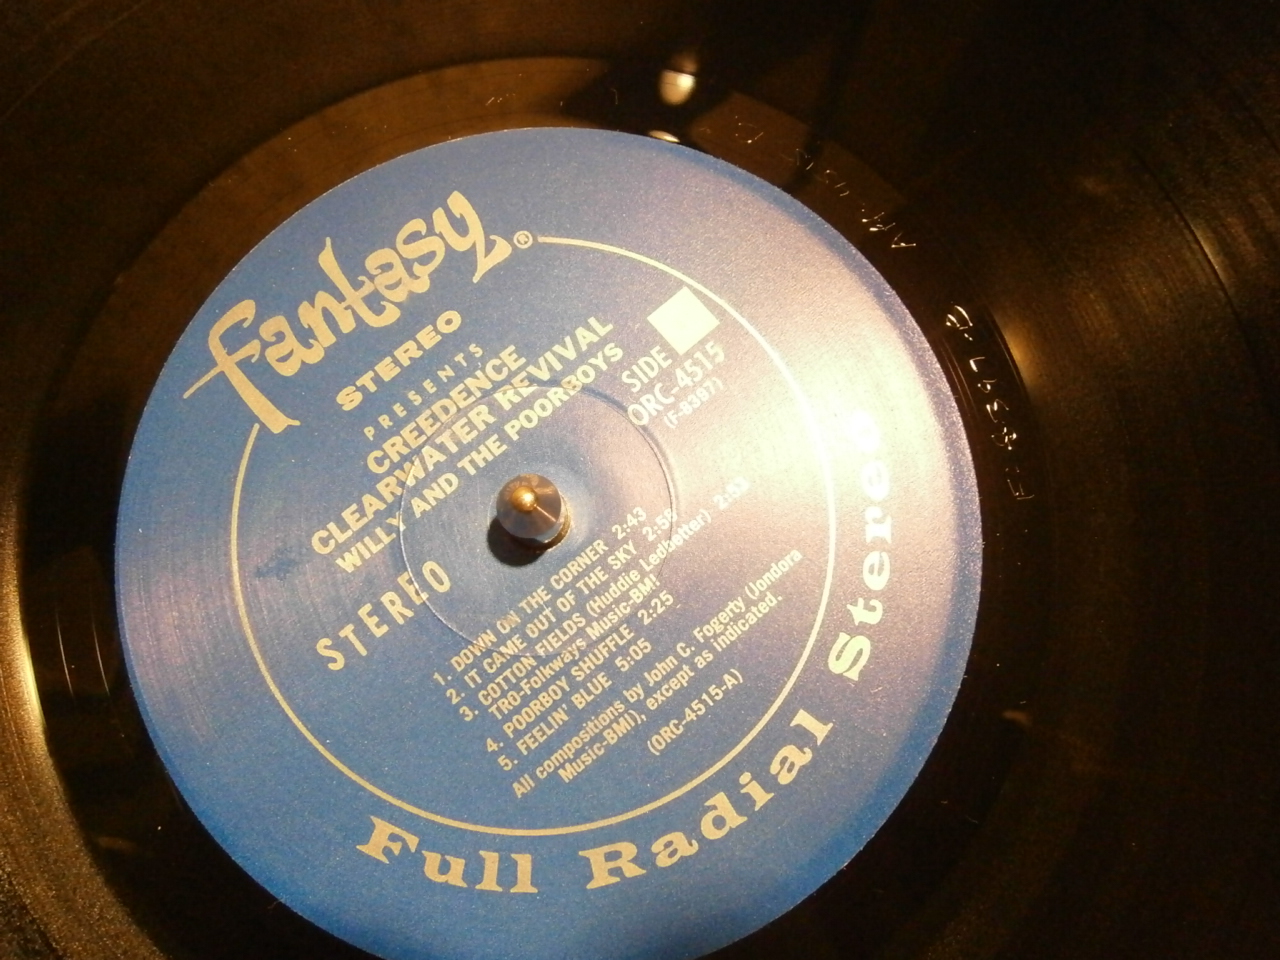 fantasy®
STEREO
PRESENTS
CREEDENCE
CLEARWATER REVIVAL
WILLY AND THE POORBOYS
SIDE
ORC-4515
(F-8397)
STEREO
1. DOWN ON THE CORNER 2:43
2. IT CAME OUT OF THE SKY 2:55
3. COTTON FIELDS (Huddie Ledbetter) 2:53
TRO-Folkways Music-BMI
4. POORBOY SHUFFLE 2:25
5. FEELIN' BLUE 5:05
All compositions by John C. Fogerty (Jondora
Music-BMI), except as indicated.
(ORC-4515-A)
Full Radial Stereo